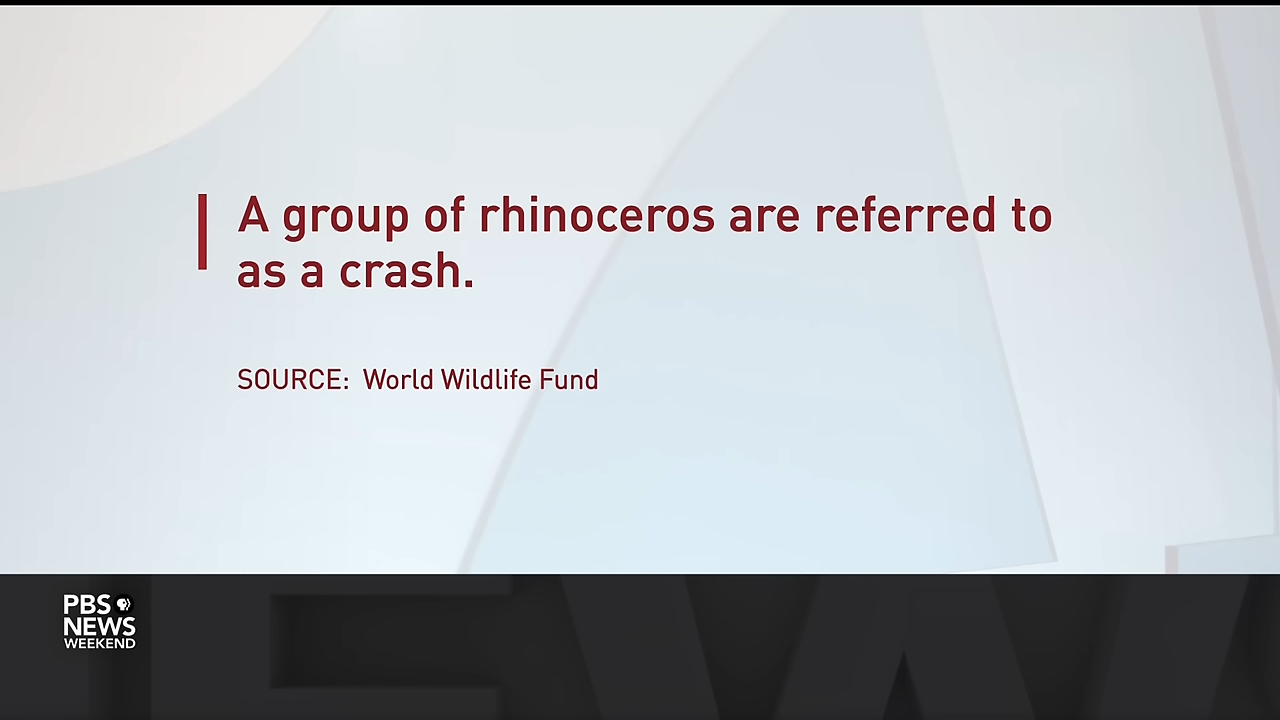 A group of rhinoceros are referred to
as a crash.
SOURCE: World Wildlife Fund
PBS
NEWS
WEEKEND